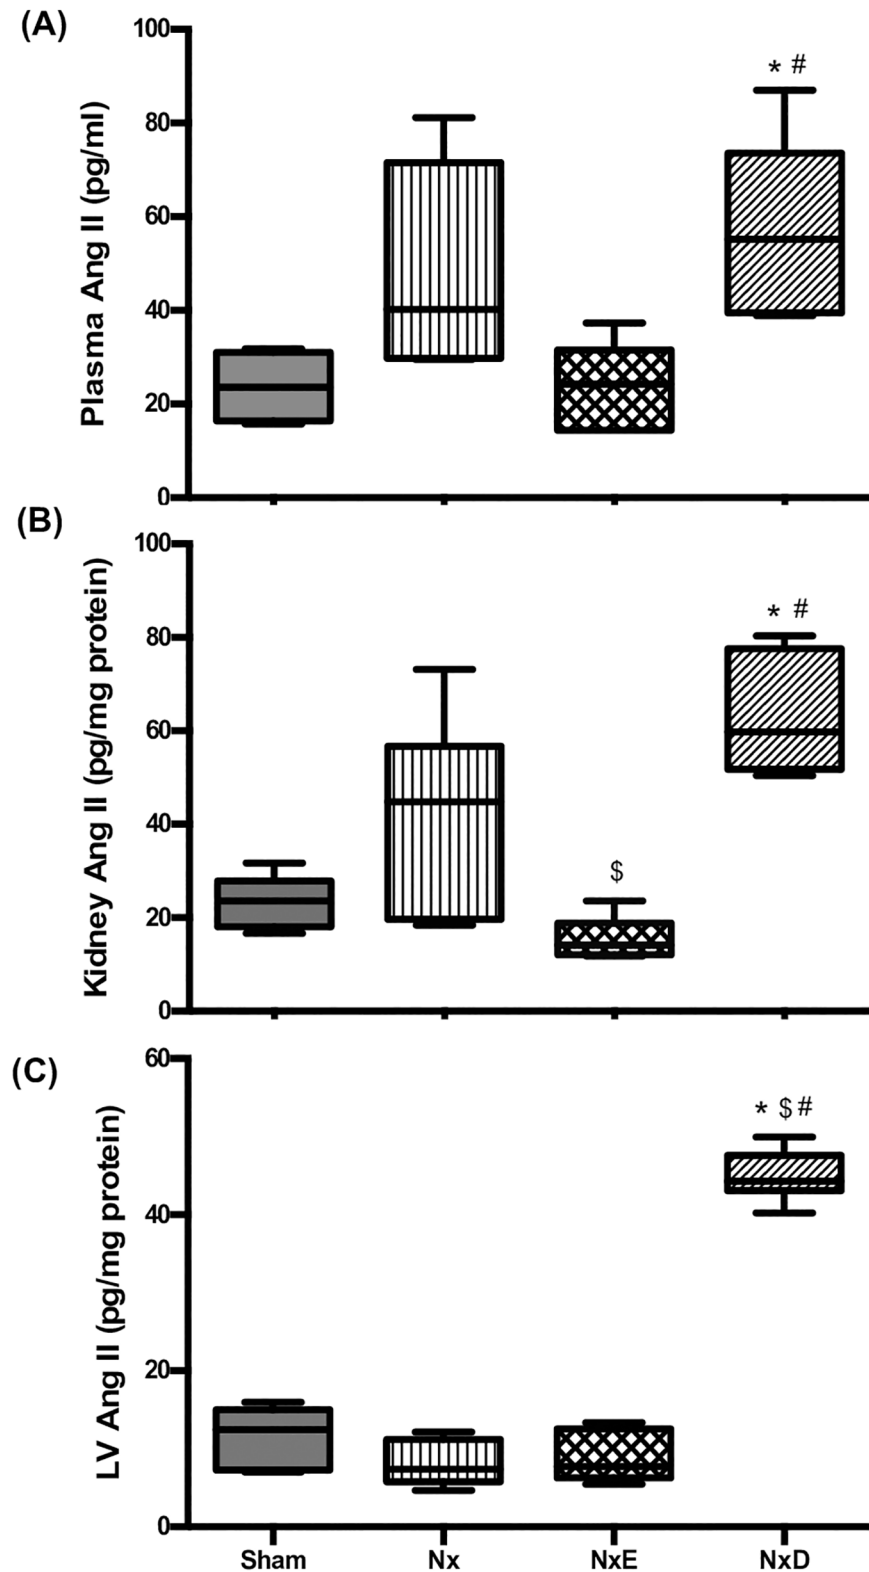 (A)
Plasma Ang II (pg/ml)
100
80
60
40
20
0
* #
(B)
Kidney Ang II (pg/mg protein)
100
80
60
40
20
0
$
* #
(C)
LV Ang II (pg/mg protein)
60
40
20
0
* $ #
Sham Nx NxE NxD